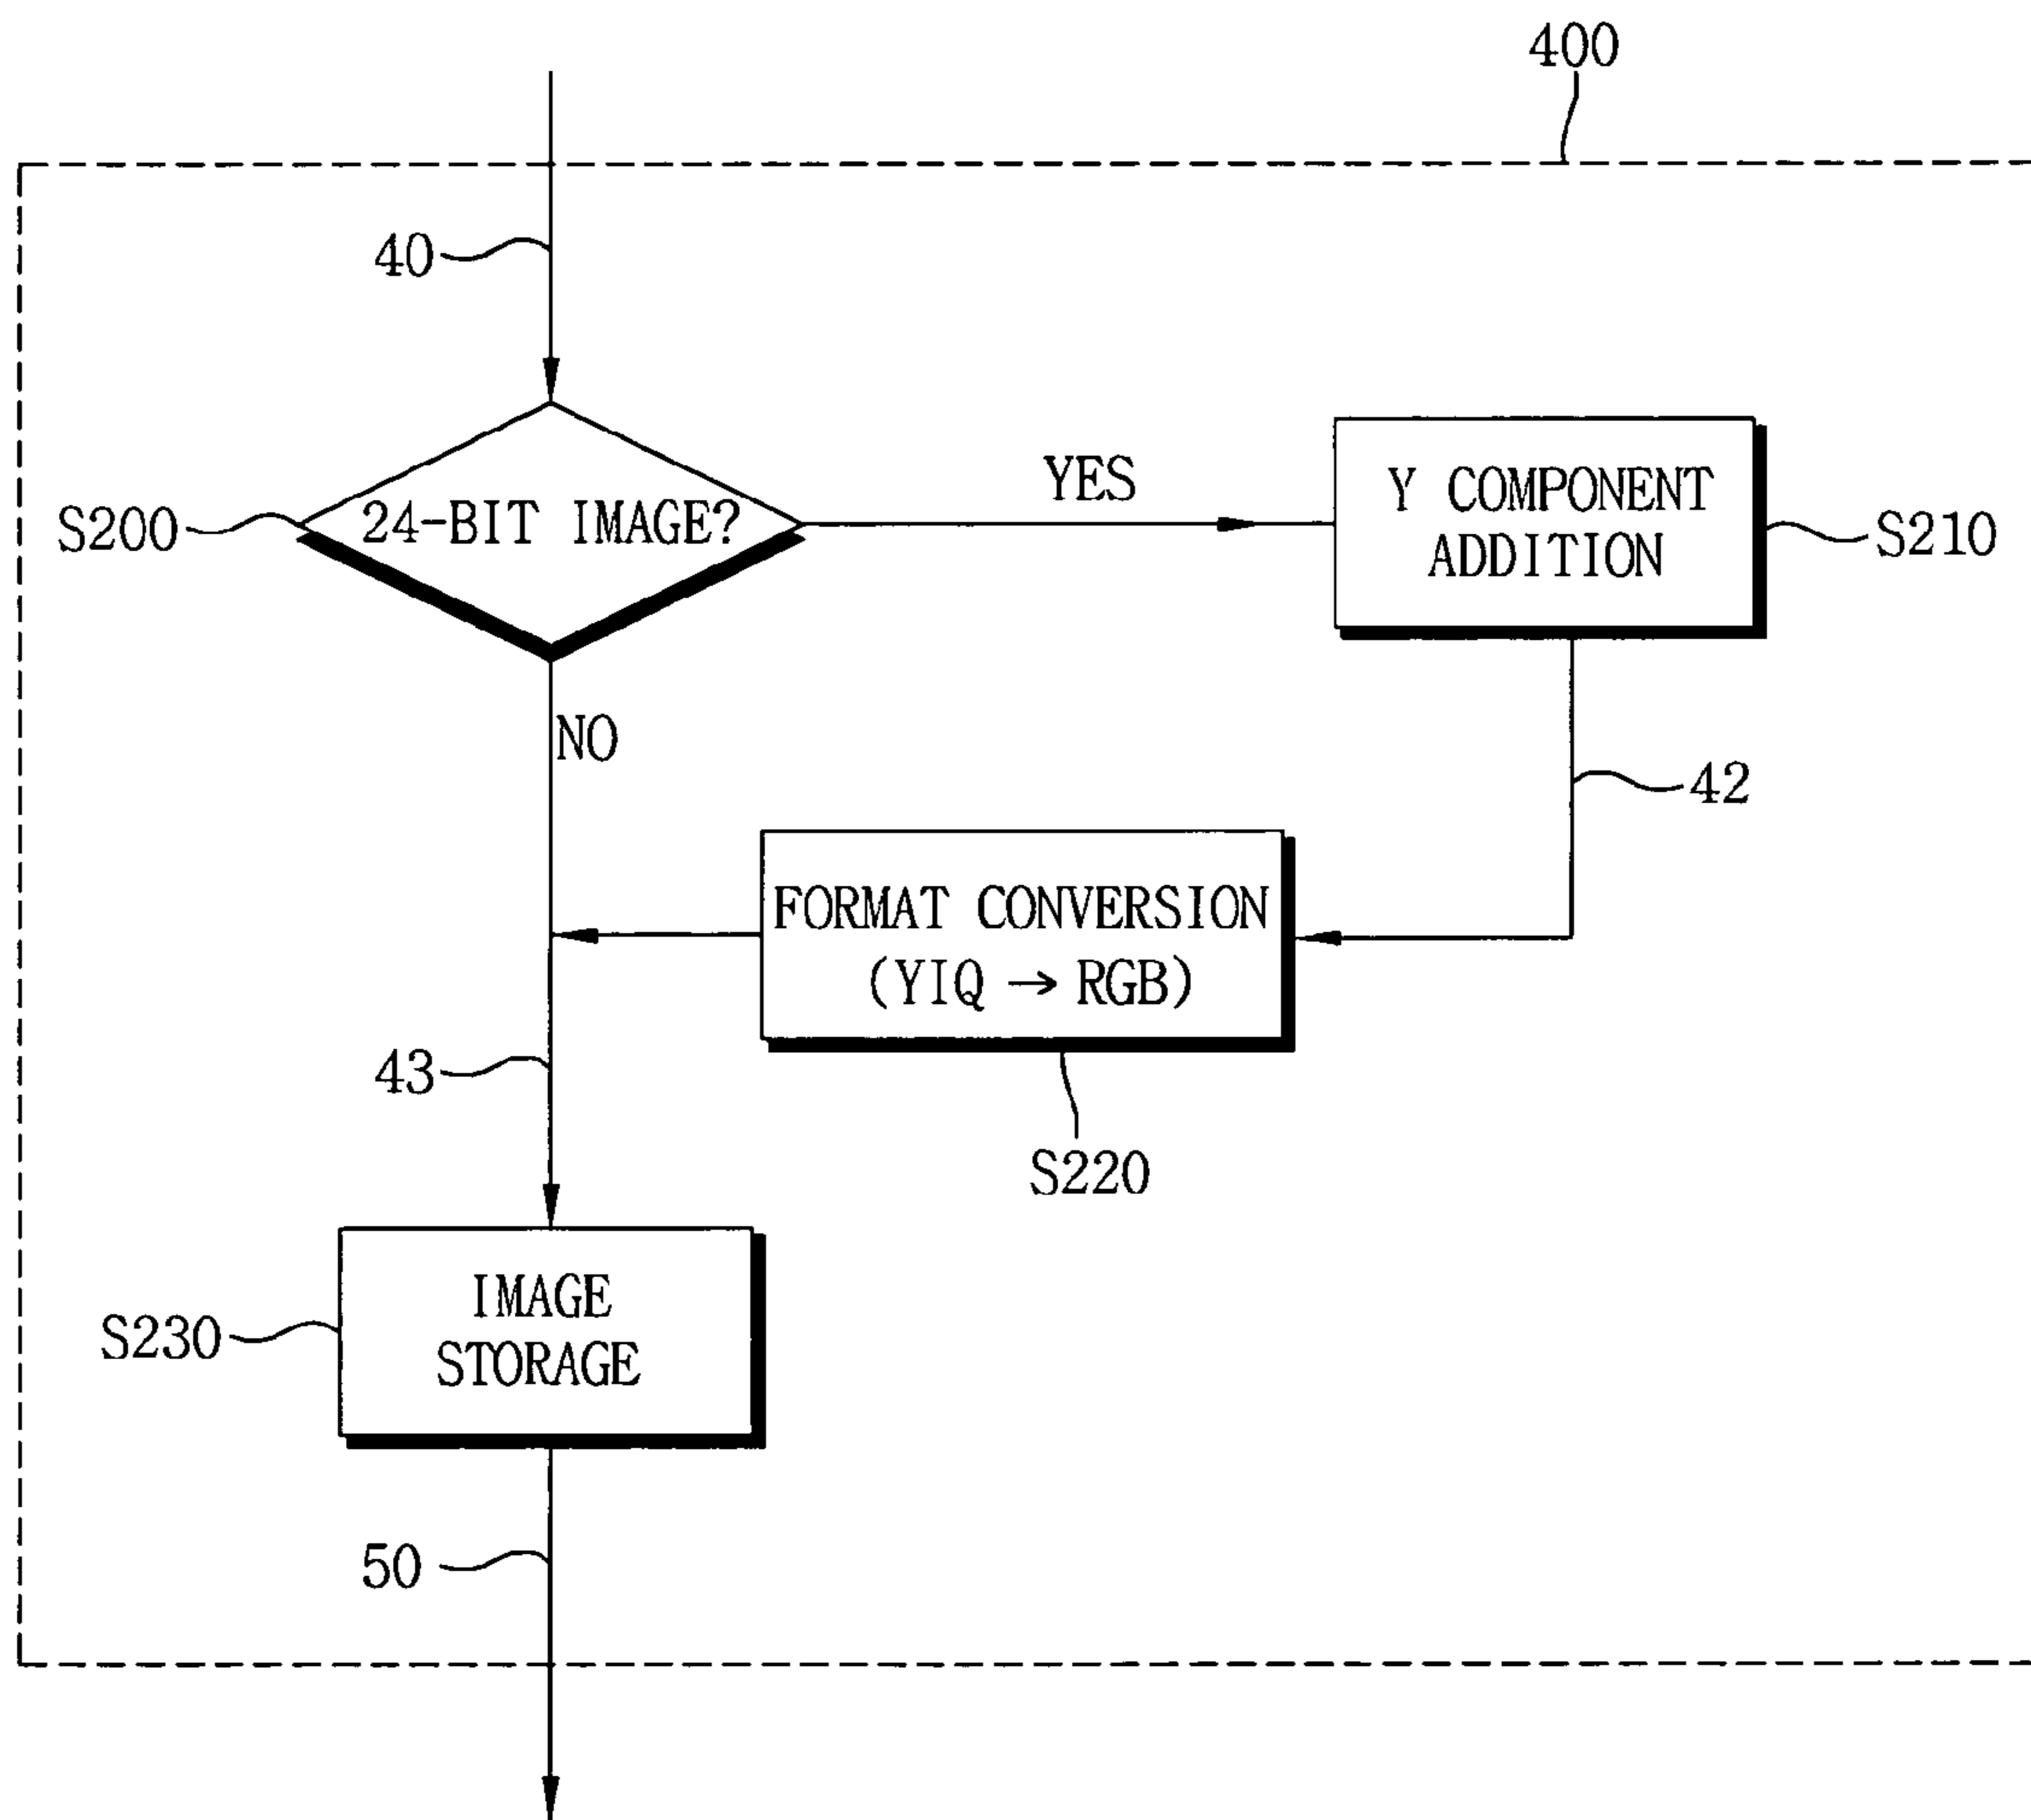 400
40
S200
24-BIT IMAGE?
YES
Y COMPONENT
ADDITION
S210
NO
42
FORMAT CONVERSION
(YIQ → RGB)
43
S220
IMAGE
STORAGE
S230
50